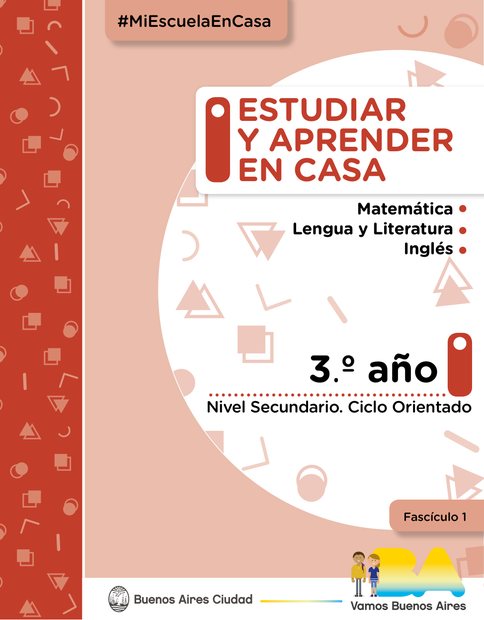 #MiEscuelaEnCasa
ESTUDIAR
Y APRENDER
EN CASA
Matemática
Lengua y Literatura
Inglés
3.º año
Nivel Secundario. Ciclo Orientado
Fascículo 1
Buenos Aires Ciudad
BA
Vamos Buenos Aires